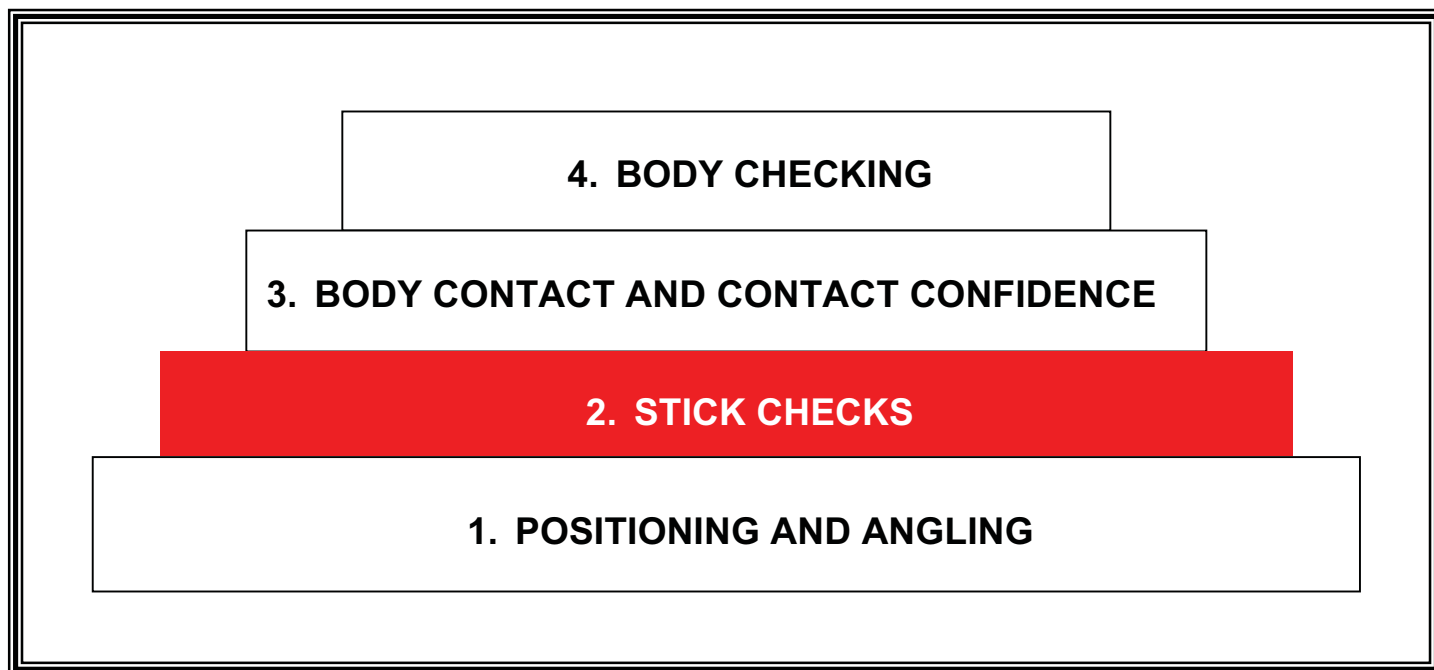 4. BODY CHECKING
3. BODY CONTACT AND CONTACT CONFIDENCE
2. STICK CHECKS
1. POSITIONING AND ANGLING